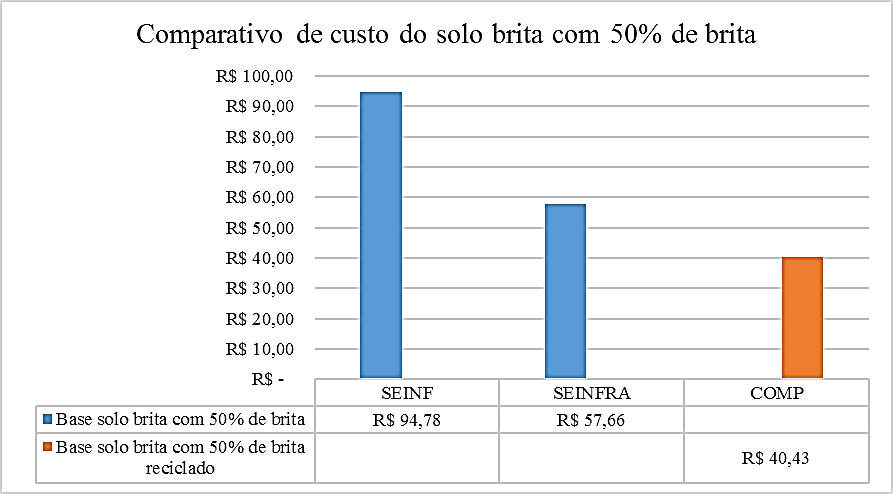 Comparativo de custo do solo brita com 50% de brita
R$ 100,00
R$ 90,00
R$ 80,00
R$ 70,00
R$ 60,00
R$ 50,00
R$ 40,00
R$ 30,00
R$ 20,00
R$ 10,00
R$ -
SEINF SEINFRA COMP
Base solo brita com 50% de brita R$ 94,78 R$ 57,66
Base solo brita com 50% de brita
reciclado R$ 40,43